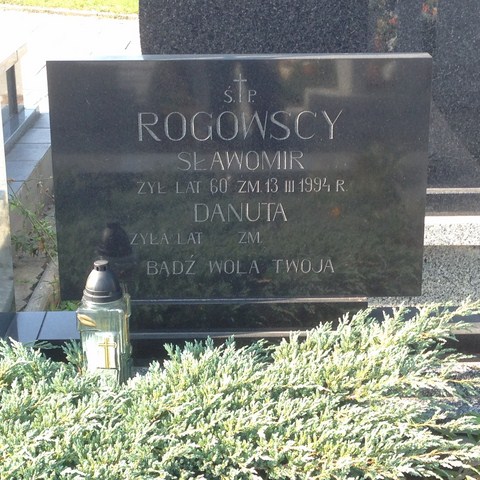 Ś. P.
ROGOWSCY
SŁAWOMIR
ŻYŁ LAT 60 ZM. 13 III 1994 R
DANUTA
ŻYŁA LAT ZM.
BĄDŹ WOLA TWOJA